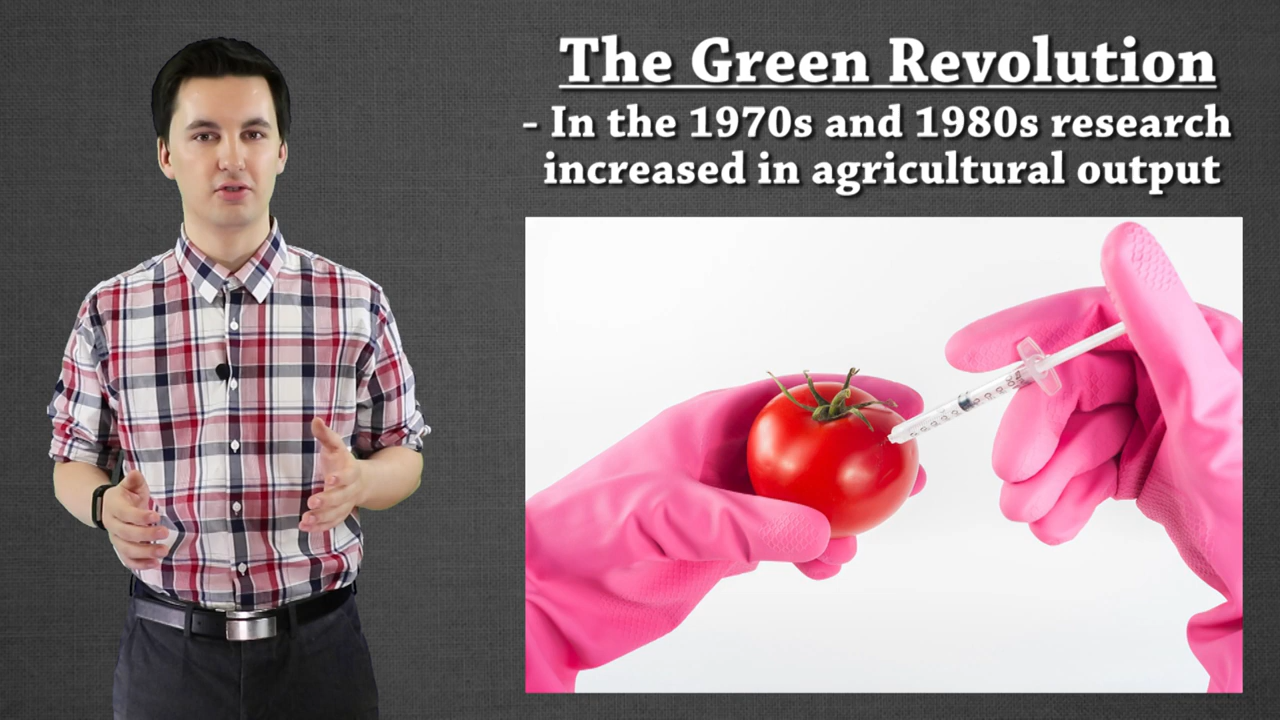 The Green Revolution
- In the 1970s and 1980s research
increased in agricultural output